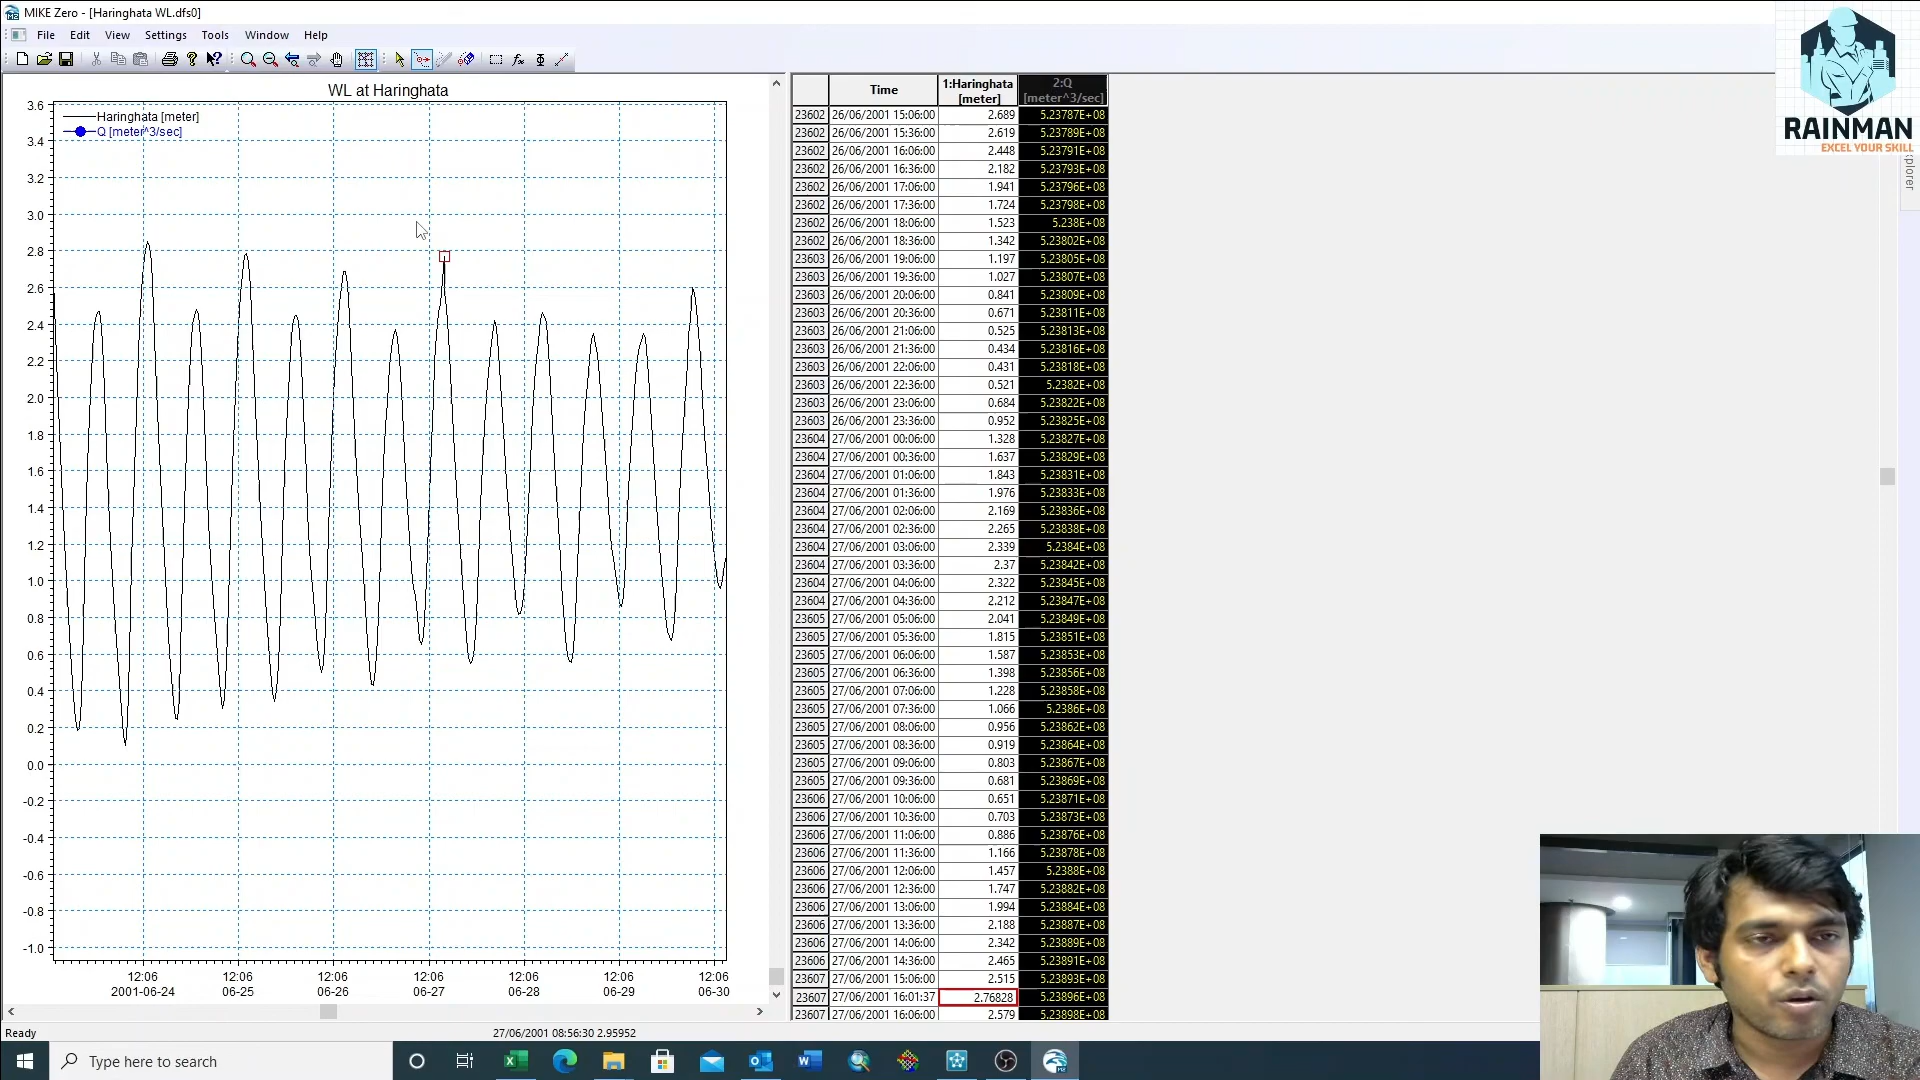 MIKE Zero - [Haringhata WL.dfs0]
File Edit View Settings Tools Window Help
WL at Haringhata
Haringhata [meter]
Q [meter^3/sec]
3.6
3.4
3.2
3.0
2.8
2.6
2.4
2.2
2.0
1.8
1.6
1.4
1.2
1.0
0.8
0.6
0.4
0.2
0.0
-0.2
-0.4
-0.6
-0.8
-1.0
12:06 12:06 12:06 12:06 12:06 12:06 12:06
2001-06-24 06-25 06-26 06-27 06-28 06-29 06-30
Time 1:Haringhata [meter] 2:Q [meter^3/sec]
23602 26/06/2001 15:06:00 2.689 5.23787E+08
23602 26/06/2001 15:36:00 2.619 5.23789E+08
23602 26/06/2001 16:06:00 2.448 5.23791E+08
23602 26/06/2001 16:36:00 2.182 5.23793E+08
23602 26/06/2001 17:06:00 1.941 5.23796E+08
23602 26/06/2001 17:36:00 1.724 5.23798E+08
23602 26/06/2001 18:06:00 1.523 5.238E+08
23602 26/06/2001 18:36:00 1.342 5.23802E+08
23603 26/06/2001 19:06:00 1.197 5.23805E+08
23603 26/06/2001 19:36:00 1.027 5.23807E+08
23603 26/06/2001 20:06:00 0.841 5.23809E+08
23603 26/06/2001 20:36:00 0.671 5.23811E+08
23603 26/06/2001 21:06:00 0.525 5.23813E+08
23603 26/06/2001 21:36:00 0.434 5.23816E+08
23603 26/06/2001 22:06:00 0.431 5.23818E+08
23603 26/06/2001 22:36:00 0.521 5.2382E+08
23603 26/06/2001 23:06:00 0.684 5.23822E+08
23603 26/06/2001 23:36:00 0.952 5.23825E+08
23604 27/06/2001 00:06:00 1.328 5.23827E+08
23604 27/06/2001 00:36:00 1.637 5.23829E+08
23604 27/06/2001 01:06:00 1.843 5.23831E+08
23604 27/06/2001 01:36:00 1.976 5.23833E+08
23604 27/06/2001 02:06:00 2.169 5.23836E+08
23604 27/06/2001 02:36:00 2.265 5.23838E+08
23604 27/06/2001 03:06:00 2.339 5.2384E+08
23604 27/06/2001 03:36:00 2.37 5.23842E+08
23604 27/06/2001 04:06:00 2.322 5.23845E+08
23604 27/06/2001 04:36:00 2.212 5.23847E+08
23605 27/06/2001 05:06:00 2.041 5.23849E+08
23605 27/06/2001 05:36:00 1.815 5.23851E+08
23605 27/06/2001 06:06:00 1.587 5.23853E+08
23605 27/06/2001 06:36:00 1.398 5.23856E+08
23605 27/06/2001 07:06:00 1.228 5.23858E+08
23605 27/06/2001 07:36:00 1.066 5.2386E+08
23605 27/06/2001 08:06:00 0.956 5.23862E+08
23605 27/06/2001 08:36:00 0.919 5.23864E+08
23605 27/06/2001 09:06:00 0.803 5.23867E+08
23605 27/06/2001 09:36:00 0.681 5.23869E+08
23606 27/06/2001 10:06:00 0.651 5.23871E+08
23606 27/06/2001 10:36:00 0.703 5.23873E+08
23606 27/06/2001 11:06:00 0.886 5.23876E+08
23606 27/06/2001 11:36:00 1.166 5.23878E+08
23606 27/06/2001 12:06:00 1.457 5.2388E+08
23606 27/06/2001 12:36:00 1.747 5.23882E+08
23606 27/06/2001 13:06:00 1.994 5.23884E+08
23606 27/06/2001 13:36:00 2.188 5.23887E+08
23606 27/06/2001 14:06:00 2.342 5.23889E+08
23606 27/06/2001 14:36:00 2.465 5.23891E+08
23607 27/06/2001 15:06:00 2.515 5.23893E+08
23607 27/06/2001 16:01:37 2.76828 5.23896E+08
23607 27/06/2001 16:06:00 2.579 5.23898E+08
RAINMAN
EXCEL YOUR SKILL
plorer
Ready 27/06/2001 08:56:30 2.95952
Type here to search